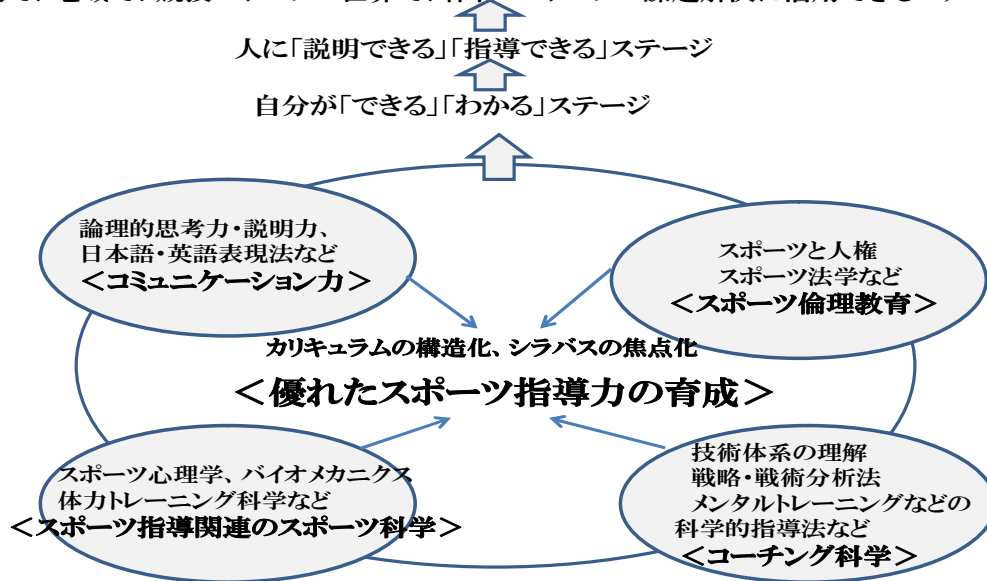 人に「説明できる」「指導できる」ステージ
自分が「できる」「わかる」ステージ
論理的思考力・説明力、
日本語・英語表現法など
＜コミュニケーション力＞
スポーツと人権
スポーツ法学など
＜スポーツ倫理教育＞
カリキュラムの構造化、シラバスの焦点化
＜優れたスポーツ指導力の育成＞
スポーツ心理学、バイオメカニクス
体力トレーニング科学など
＜スポーツ指導関連のスポーツ科学＞
技術体系の理解
戦略・戦術分析法
メンタルトレーニングなどの
科学的指導法など
＜コーチング科学＞